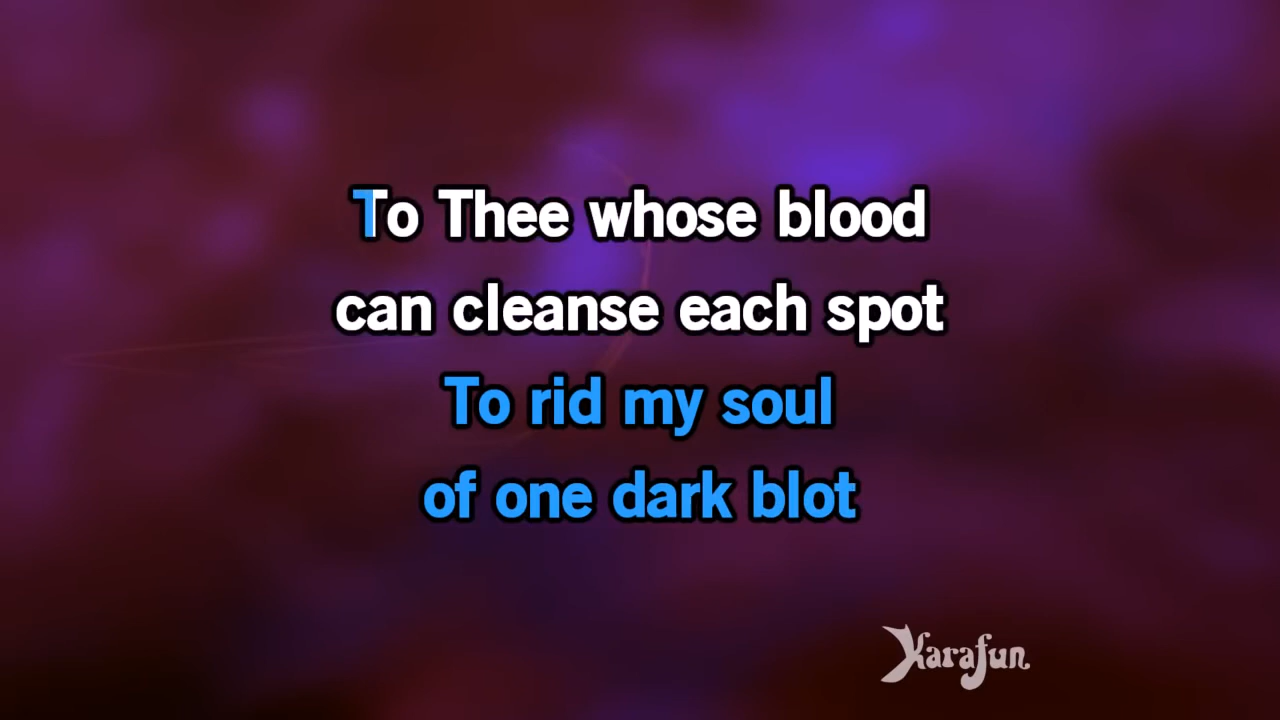 To Thee whose blood
can cleanse each spot
To rid my soul
of one dark blot
Karafun